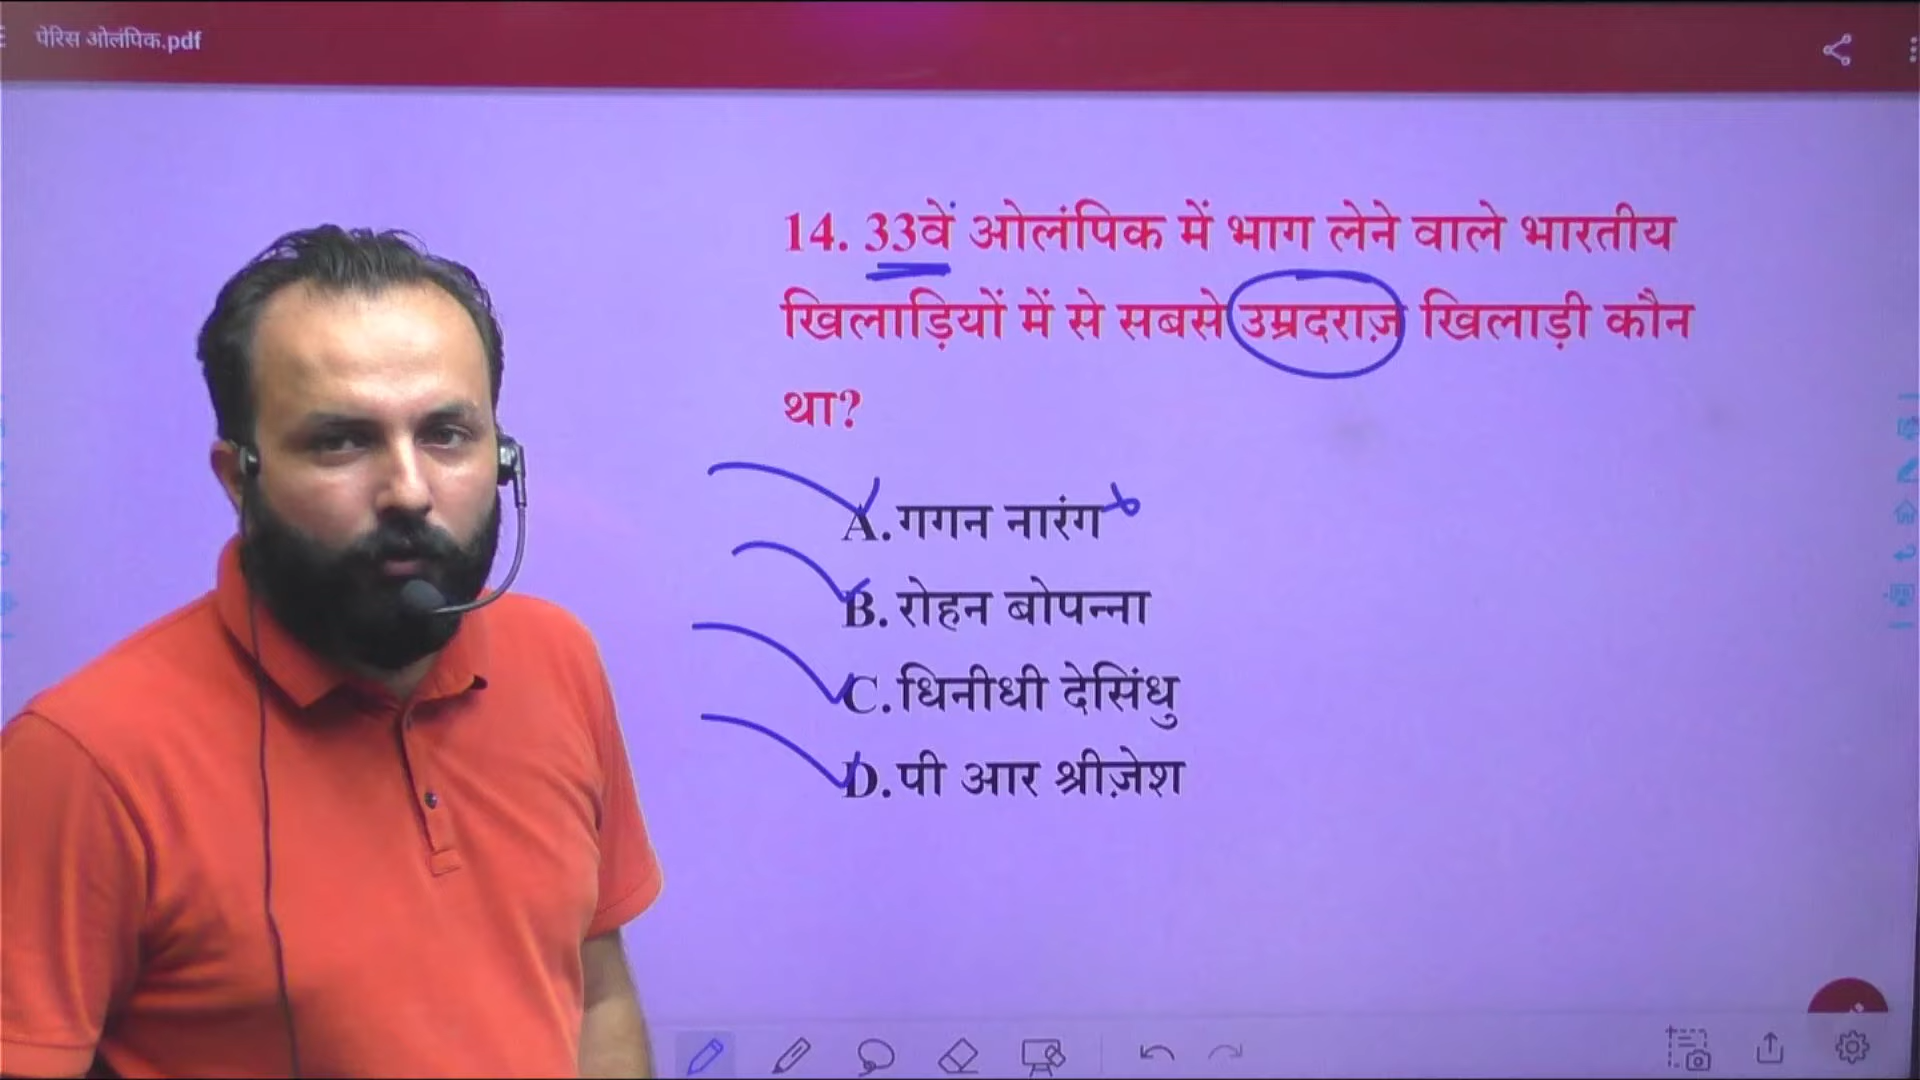 पेरिस ओलंपिक.pdf
14. 33वें ओलंपिक में भाग लेने वाले भारतीय
खिलाड़ियों में से सबसे उम्रदराज़ खिलाड़ी कौन
था?
A. गगन नारंग
B. रोहन बोपन्ना
C. धिनीधी देसिंधु
D. पी आर श्रीज़ेश